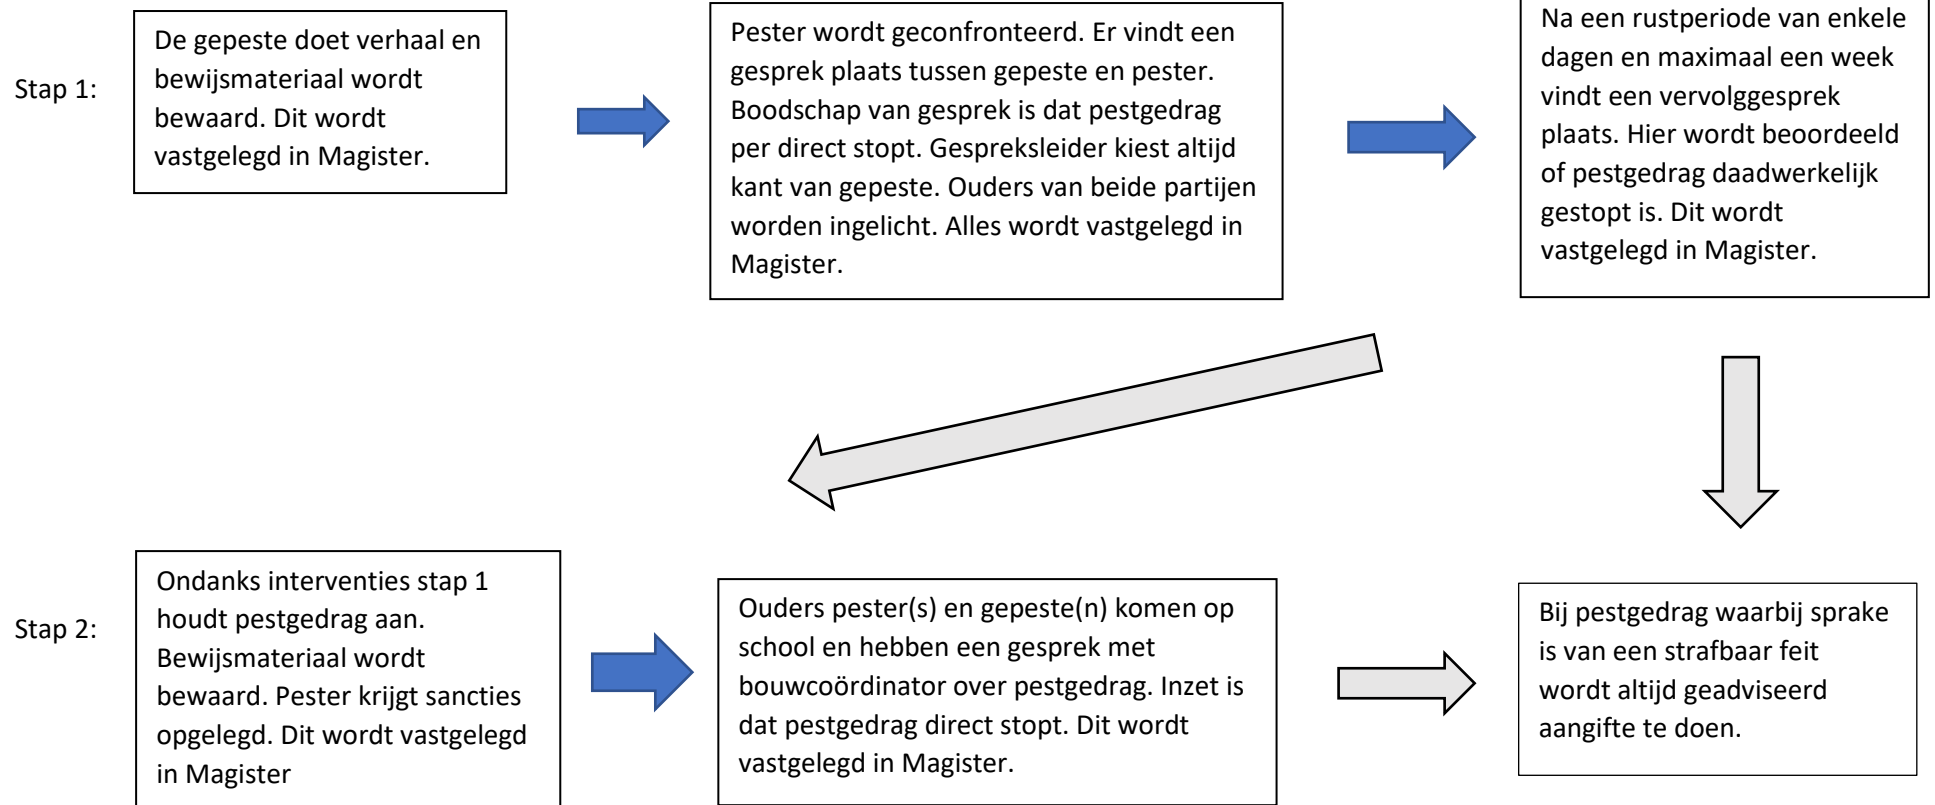 Stap 1:
De gepeste doet verhaal en
bewijsmateriaal wordt
bewaard. Dit wordt
vastgelegd in Magister.
Pester wordt geconfronteerd. Er vindt een
gesprek plaats tussen gepeste en pester.
Boodschap van gesprek is dat pestgedrag
per direct stopt. Gespreksleider kiest altijd
kant van gepeste. Ouders van beide partijen
worden ingelicht. Alles wordt vastgelegd in
Magister.
Na een rustperiode van enkele
dagen en maximaal een week
vindt een vervolggesprek
plaats. Hier wordt beoordeeld
of pestgedrag daadwerkelijk
gestopt is. Dit wordt
vastgelegd in Magister.
Stap 2:
Ondanks interventies stap 1
houdt pestgedrag aan.
Bewijsmateriaal wordt
bewaard. Pester krijgt sancties
opgelegd. Dit wordt vastgelegd
in Magister
Ouders pester(s) en gepeste(n) komen op
school en hebben een gesprek met
bouwcoördinator over pestgedrag. Inzet is
dat pestgedrag direct stopt. Dit wordt
vastgelegd in Magister.
Bij pestgedrag waarbij sprake
is van een strafbaar feit
wordt altijd geadviseerd
aangifte te doen.